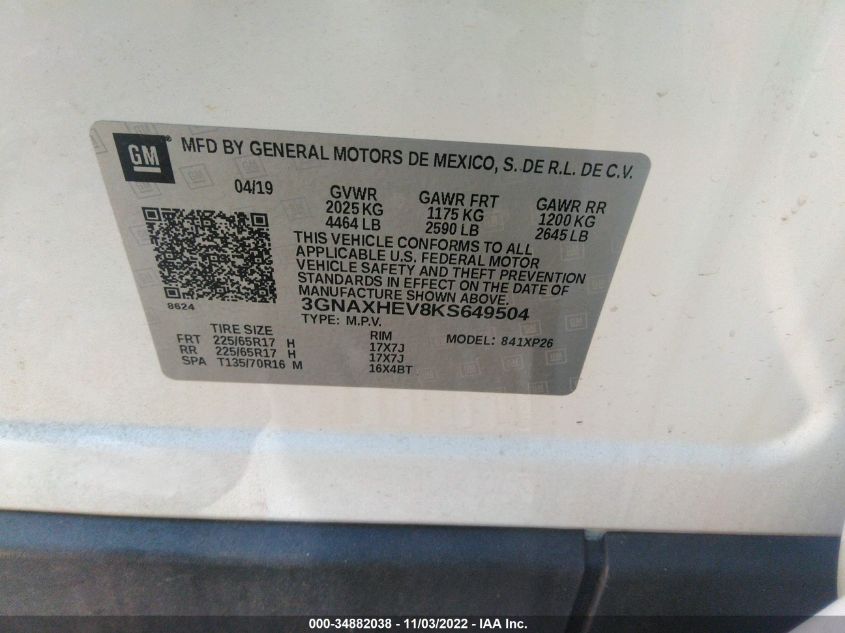 GM ® MFD BY GENERAL MOTORS DE MEXICO, S. DE R.L. DE C.V.
04/19 GVWR GAWR FRT GAWR RR
2025 KG 1175 KG 1200 KG
4464 LB 2590 LB 2645 LB
THIS VEHICLE CONFORMS TO ALL
APPLICABLE U.S. FEDERAL MOTOR
VEHICLE SAFETY AND THEFT PREVENTION
STANDARDS IN EFFECT ON THE DATE OF
MANUFACTURE SHOWN ABOVE.
8624 3GNAXHEV8KS649504
TYPE: M.P.V. MODEL: 841XP26
TIRE SIZE RIM
FRT 225/65R17 H 17X7J
RR 225/65R17 H 17X7J
SPA T135/70R16 M 16X4BT
000-34882038 - 11/03/2022 - IAA Inc.